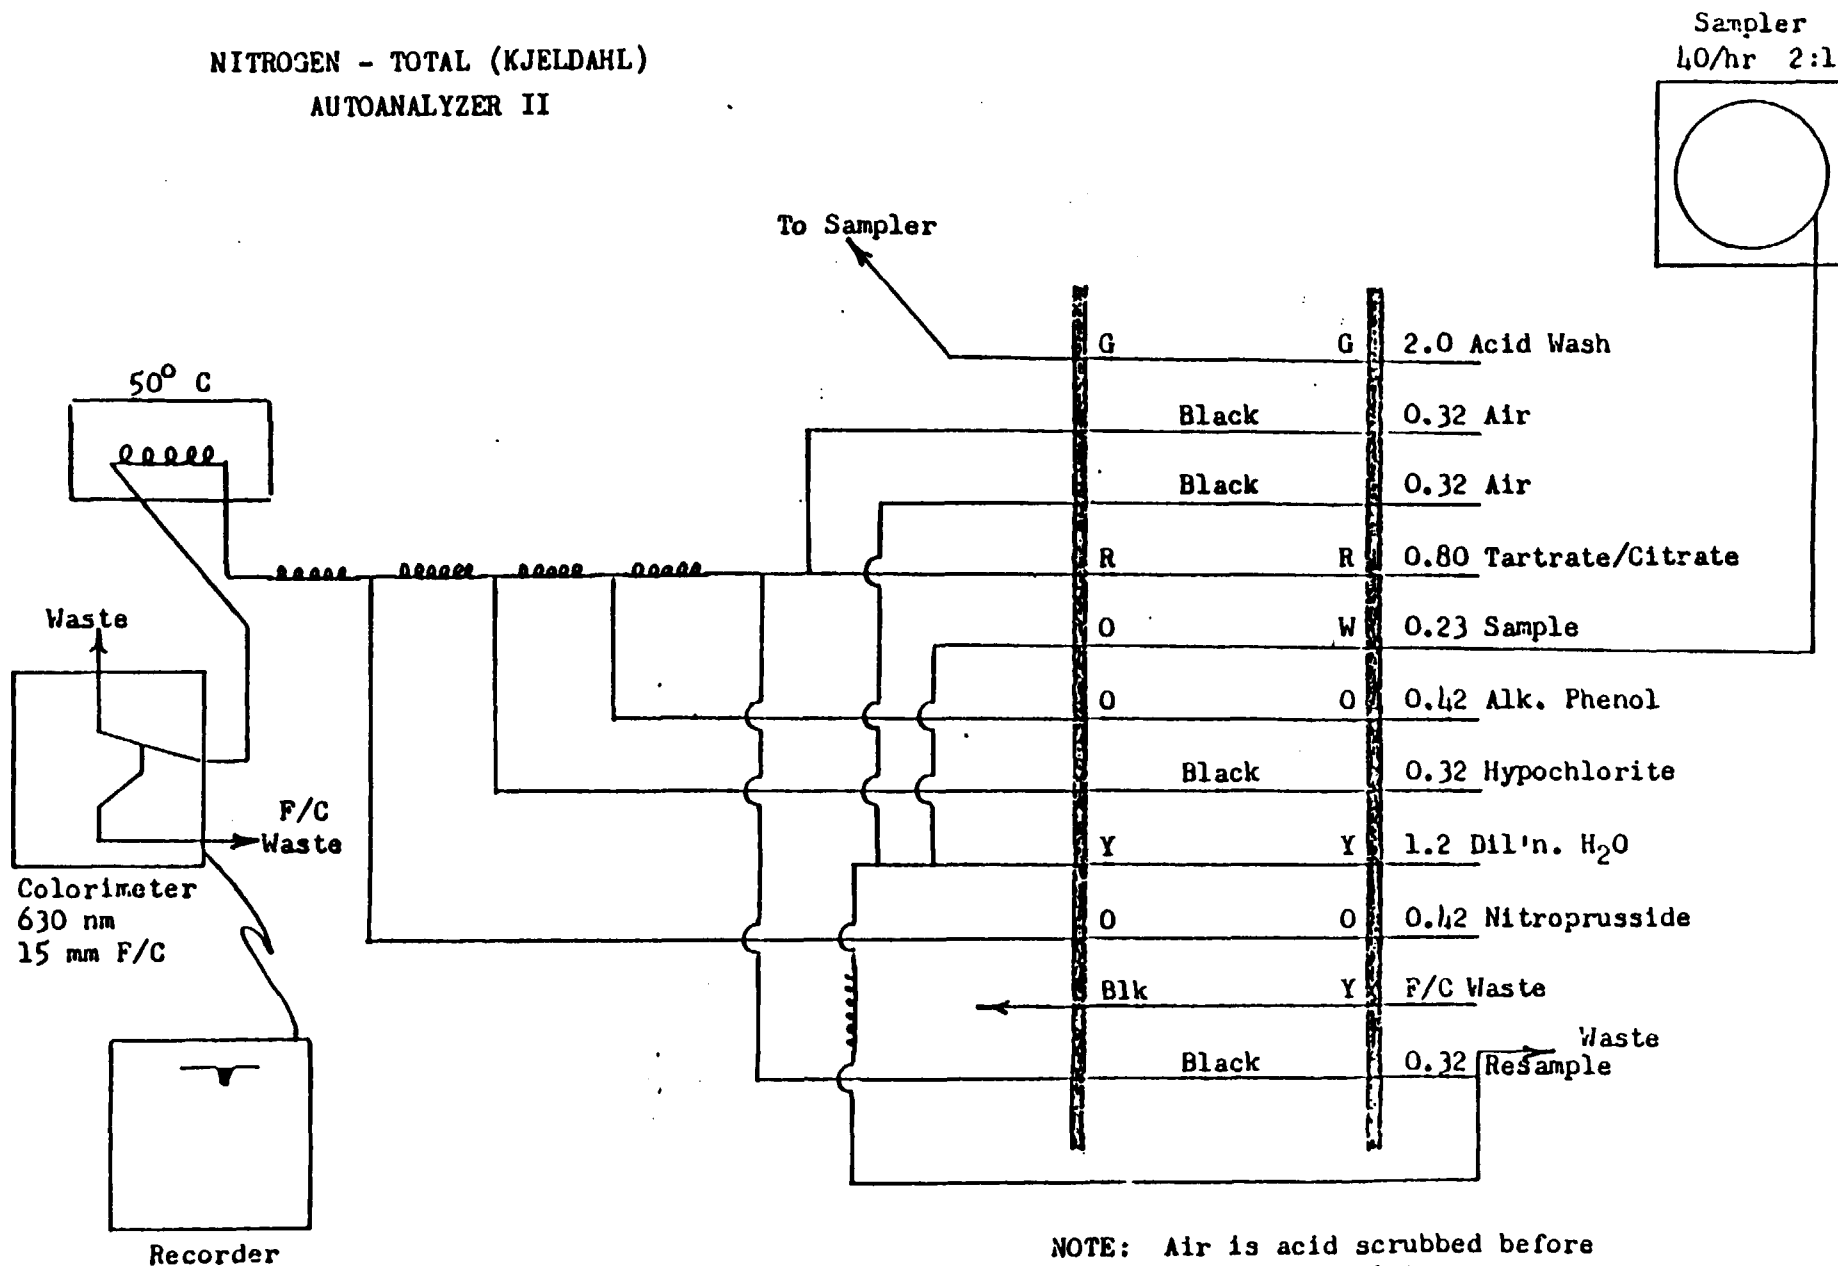 NITROGEN - TOTAL (KJELDAHL)
AUTOANALYZER II
Sampler
40/hr 2:1
To Sampler
G G 2.0 Acid Wash
50° C
Black 0.32 Air
Black 0.32 Air
R R 0.80 Tartrate/Citrate
Waste
O W 0.23 Sample
O O 0.42 Alk. Phenol
Black 0.32 Hypochlorite
F/C
Waste
Y Y 1.2 Dil'n. H₂O
Colorimeter
630 nm
15 mm F/C
O O 0.42 Nitroprusside
Blk Y F/C Waste
Waste
Black 0.32 Resample
Recorder
NOTE: Air is acid scrubbed before